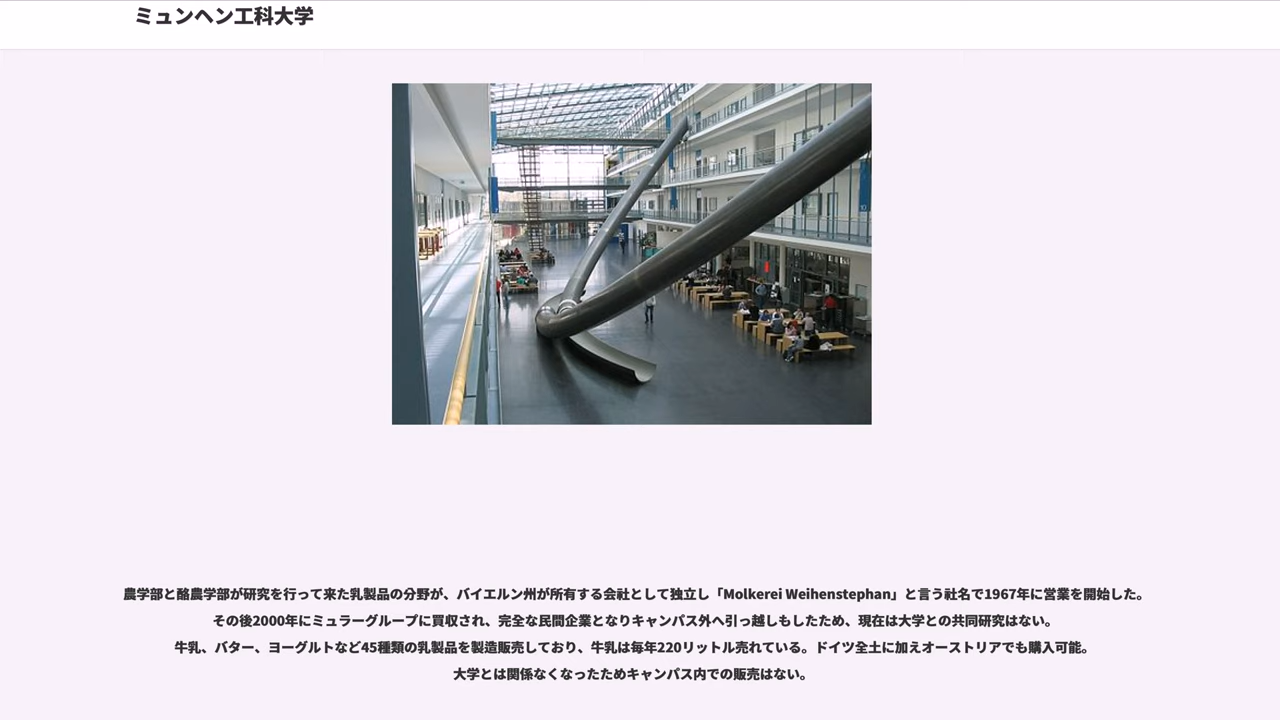 ミュンヘン工科大学
農学部と酪農学部が研究を行って来た乳製品の分野が、バイエルン州が所有する会社として独立し「Molkerei Weihenstephan」と言う社名で1967年に営業を開始した。
その後2000年にミュラーグループに買収され、完全な民間企業となりキャンパス外へ引っ越しもしたため、現在は大学との共同研究はない。
牛乳、バター、ヨーグルトなど45種類の乳製品を製造販売しており、牛乳は毎年220リットル売れている。ドイツ全土に加えオーストリアでも購入可能。
大学とは関係なくなったためキャンパス内での販売はない。